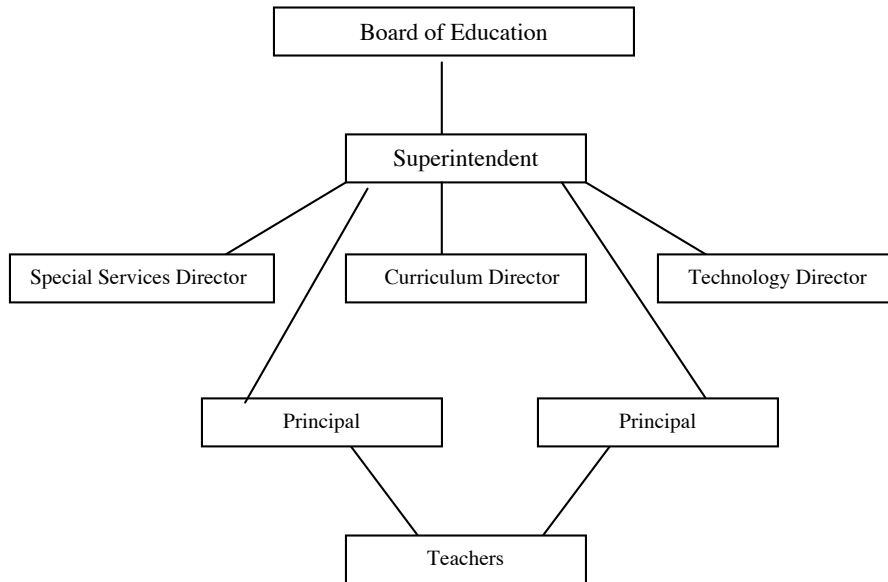 Board of Education
Superintendent
Special Services Director
Curriculum Director
Technology Director
Principal
Principal
Teachers